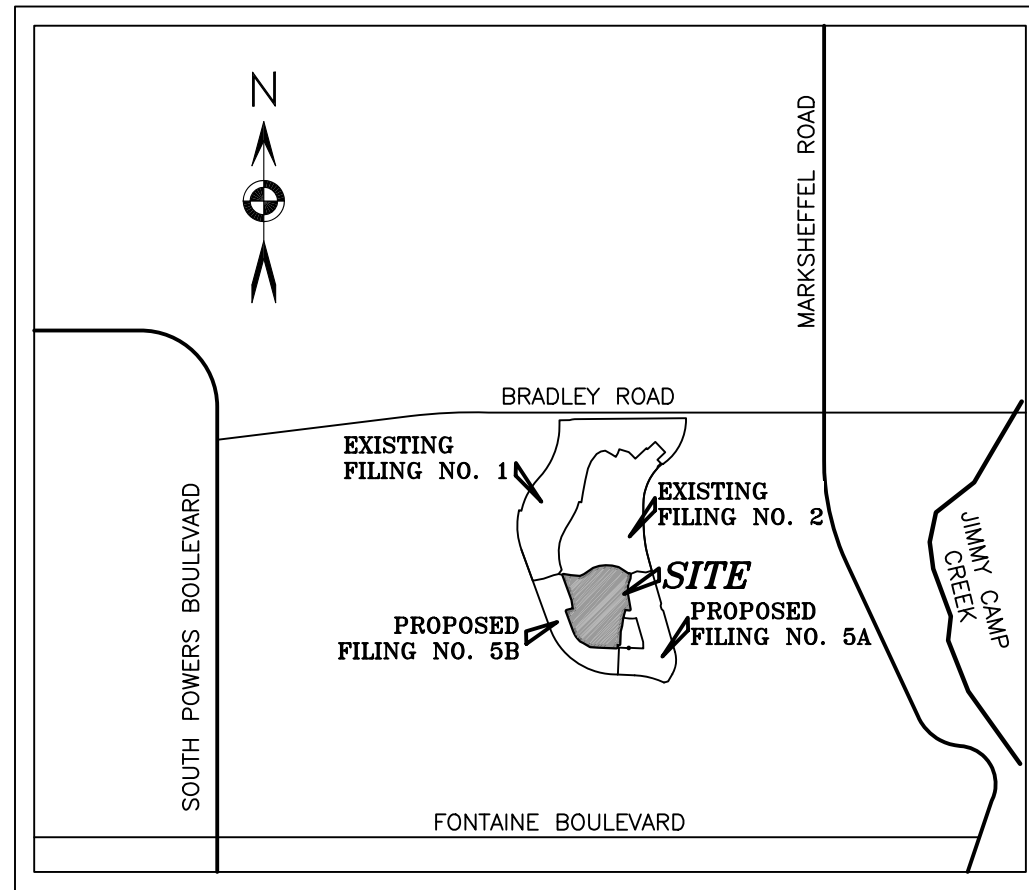 N
MARKSHEFFEL ROAD
BRADLEY ROAD
EXISTING
FILING NO. 1
EXISTING
FILING NO. 2
SITE
PROPOSED
FILING NO. 5B
PROPOSED
FILING NO. 5A
SOUTH POWERS BOULEVARD
JIMMY CAMP
CREEK
FONTAINE BOULEVARD